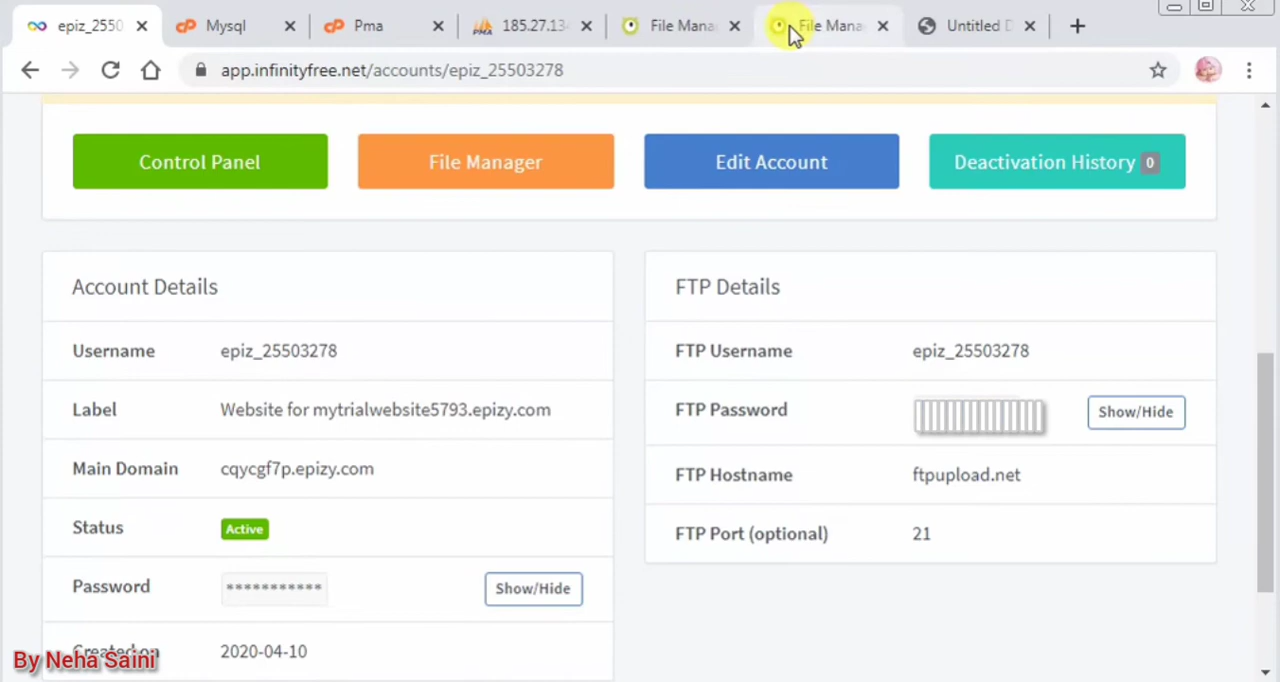 epiz_2550
Mysql
Pma
185.27.13
File Mana
File Mana
Untitled D
app.infinityfree.net/accounts/epiz_25503278
Control Panel
File Manager
Edit Account
Deactivation History 0
Account Details
Username epiz_25503278
Label Website for mytrialwebsite5793.epizy.com
Main Domain cqycgf7p.epizy.com
Status Active
Password *********** Show/Hide
Created on 2020-04-10
FTP Details
FTP Username epiz_25503278
FTP Password Show/Hide
FTP Hostname ftpupload.net
FTP Port (optional) 21
By Neha Saini